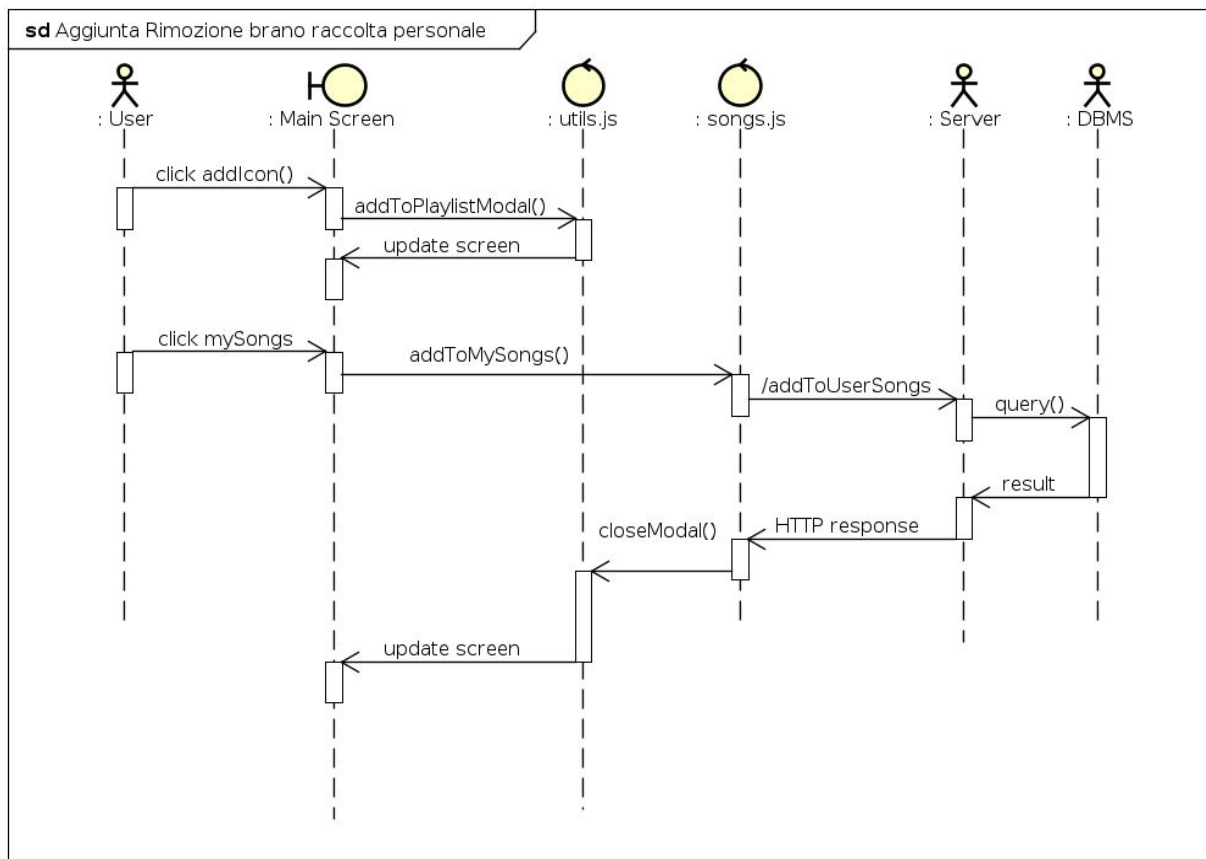 sd Aggiunta Rimozione brano raccolta personale
: User
: Main Screen
: utils.js
: songs.js
: Server
: DBMS
click addIcon()
addToPlaylistModal()
update screen
click mySongs
addToMySongs()
/addToUserSongs
query()
result
HTTP response
closeModal()
update screen